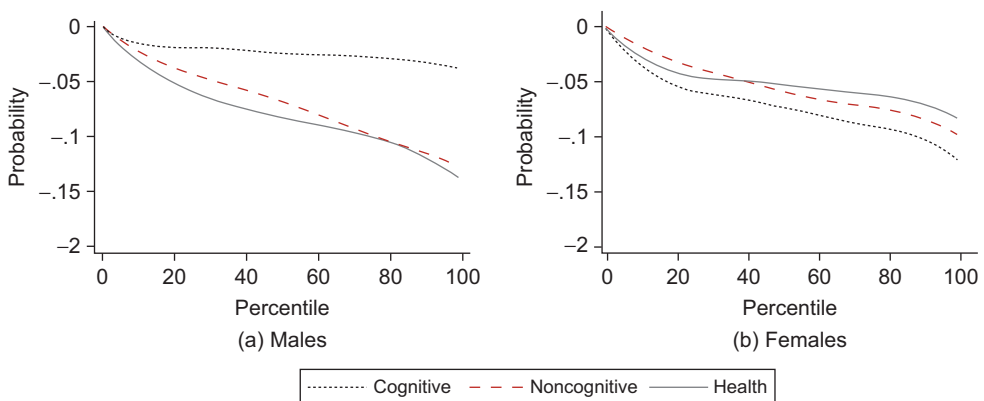 0
−.05
−.1
−.15
−2
Probability
0 20 40 60 80 100
Percentile
(a) Males
0
−.05
−.1
−.15
−2
Probability
0 20 40 60 80 100
Percentile
(b) Females
Cognitive Noncognitive Health